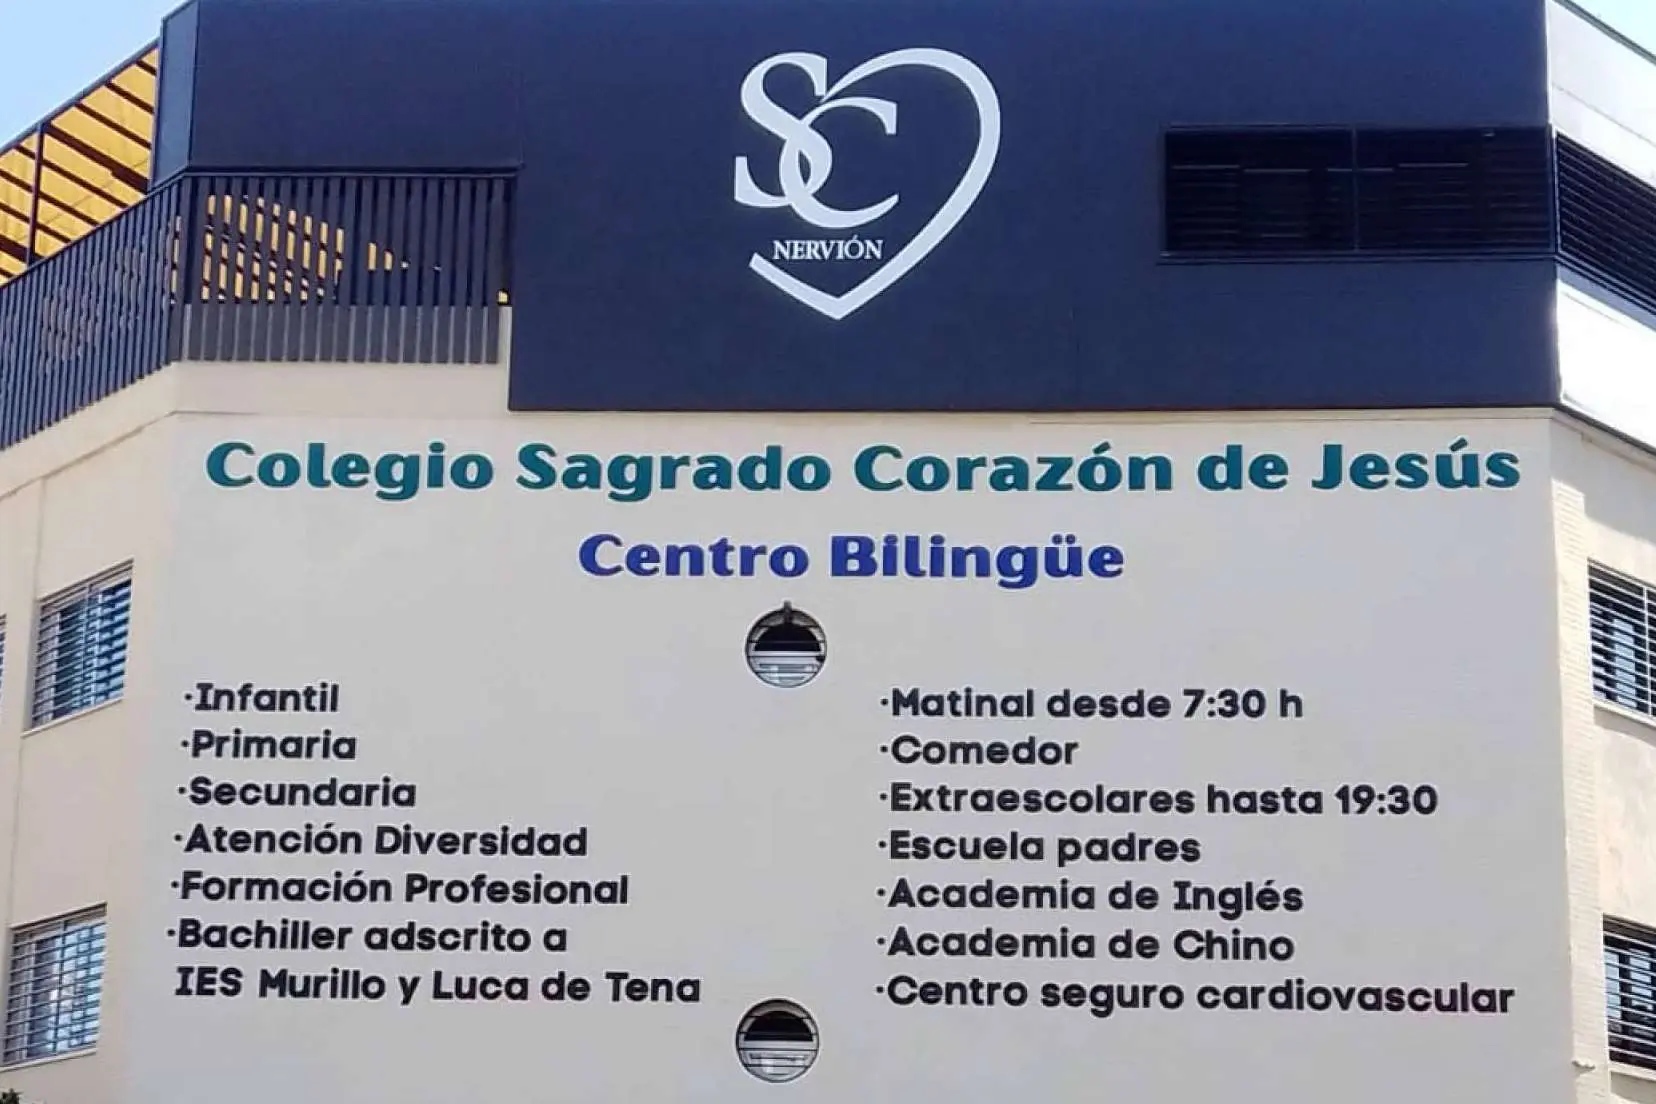 SC
NERVIÓN
Colegio Sagrado Corazón de Jesús
Centro Bilingüe
·Infantil
·Primaria
·Secundaria
·Atención Diversidad
·Formación Profesional
·Bachiller adscrito a
IES Murillo y Luca de Tena
·Matinal desde 7:30 h
·Comedor
·Extraescolares hasta 19:30
·Escuela padres
·Academia de Inglés
·Academia de Chino
·Centro seguro cardiovascular